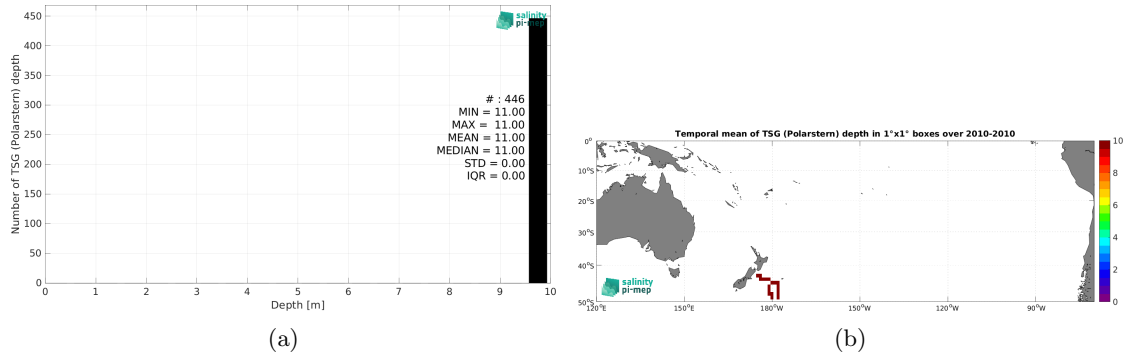 450
400
350
300
250
200
150
100
50
0
Number of TSG (Polarstern) depth
salinity
pi-mep
# : 446
MIN = 11.00
MAX = 11.00
MEAN = 11.00
MEDIAN = 11.00
STD = 0.00
IQR = 0.00
0 1 2 3 4 5 6 7 8 9 10
Depth [m]
(a)
Temporal mean of TSG (Polarstern) depth in 1°x1° boxes over 2010-2010
0°
10°S
20°S
30°S
40°S
50°S
salinity
pi-mep
120°E 150°E 180°W 150°W 120°W 90°W
10
8
6
4
2
0
(b)